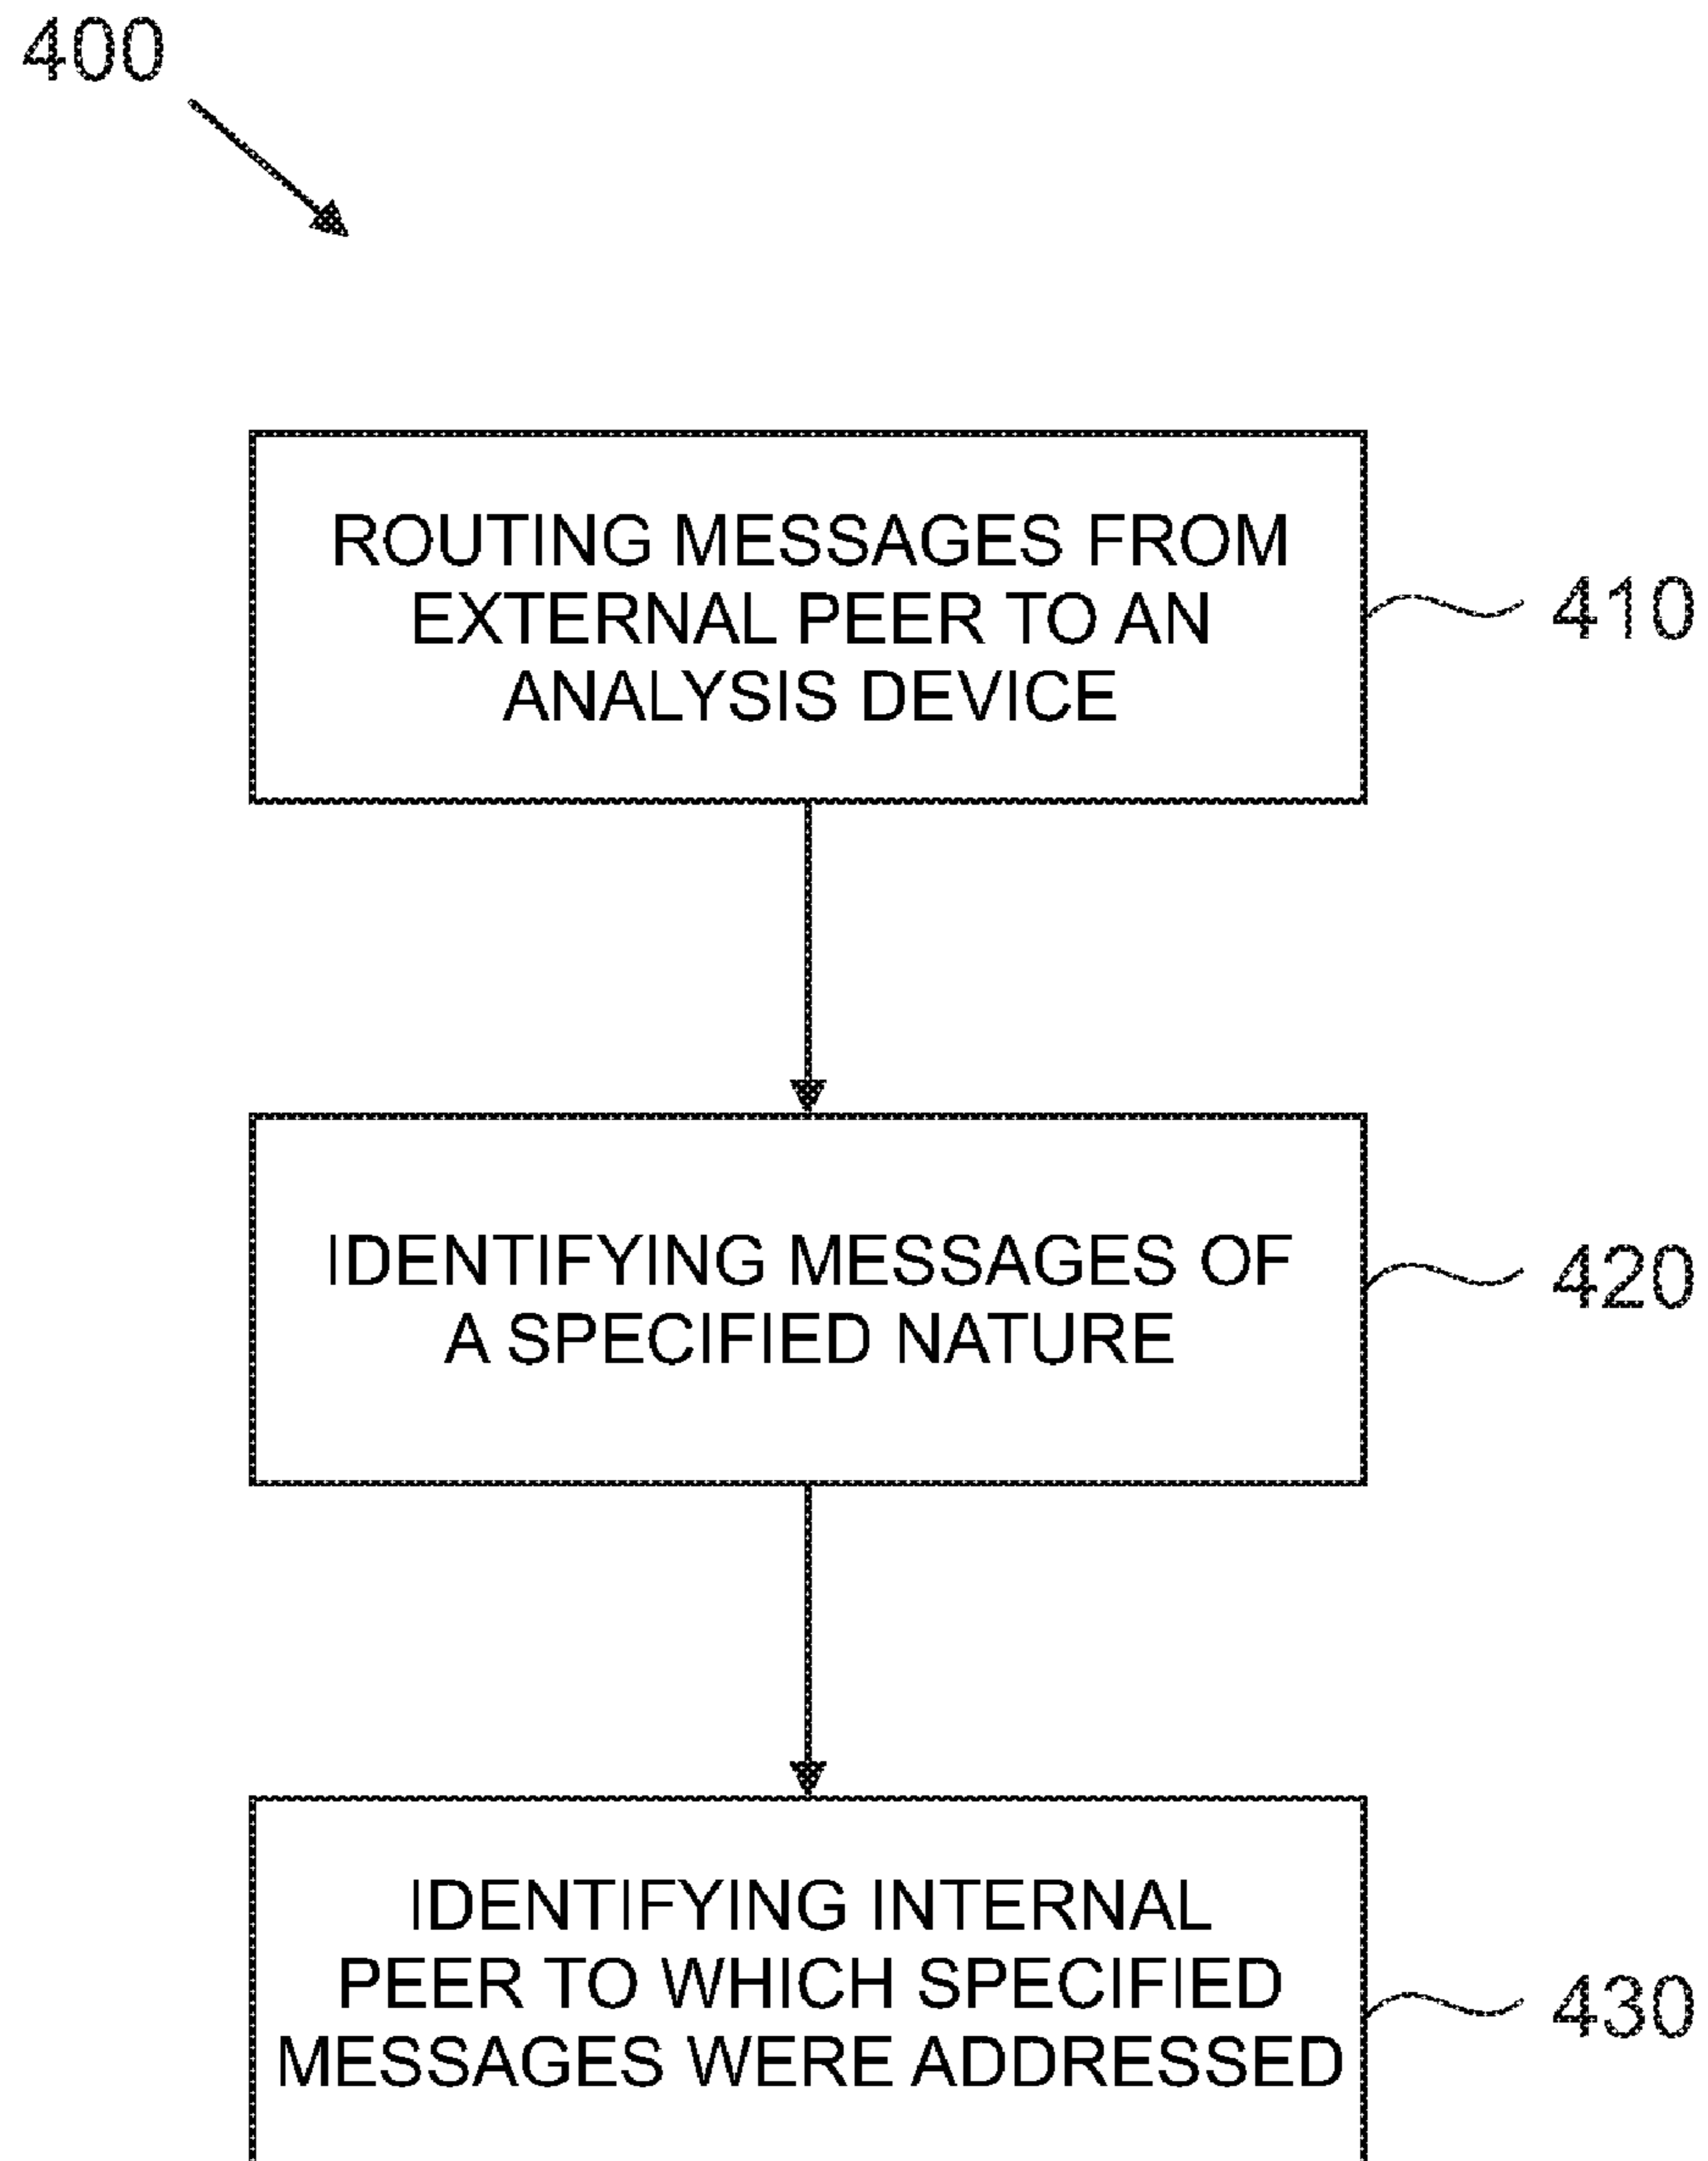 400
ROUTING MESSAGES FROM
EXTERNAL PEER TO AN
ANALYSIS DEVICE
410
IDENTIFYING MESSAGES OF
A SPECIFIED NATURE
420
IDENTIFYING INTERNAL
PEER TO WHICH SPECIFIED
MESSAGES WERE ADDRESSED
430